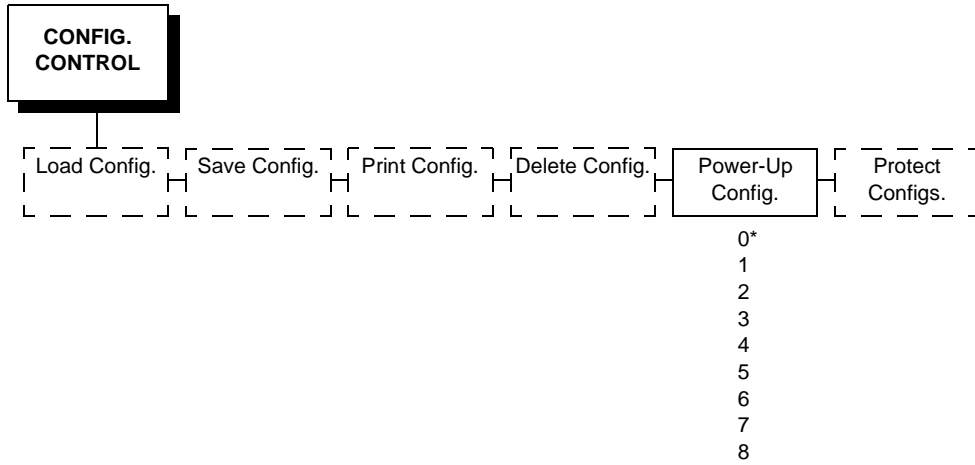 CONFIG.
CONTROL
Load Config.
Save Config.
Print Config.
Delete Config.
Power-Up
Config.
Protect
Configs.
0*
1
2
3
4
5
6
7
8